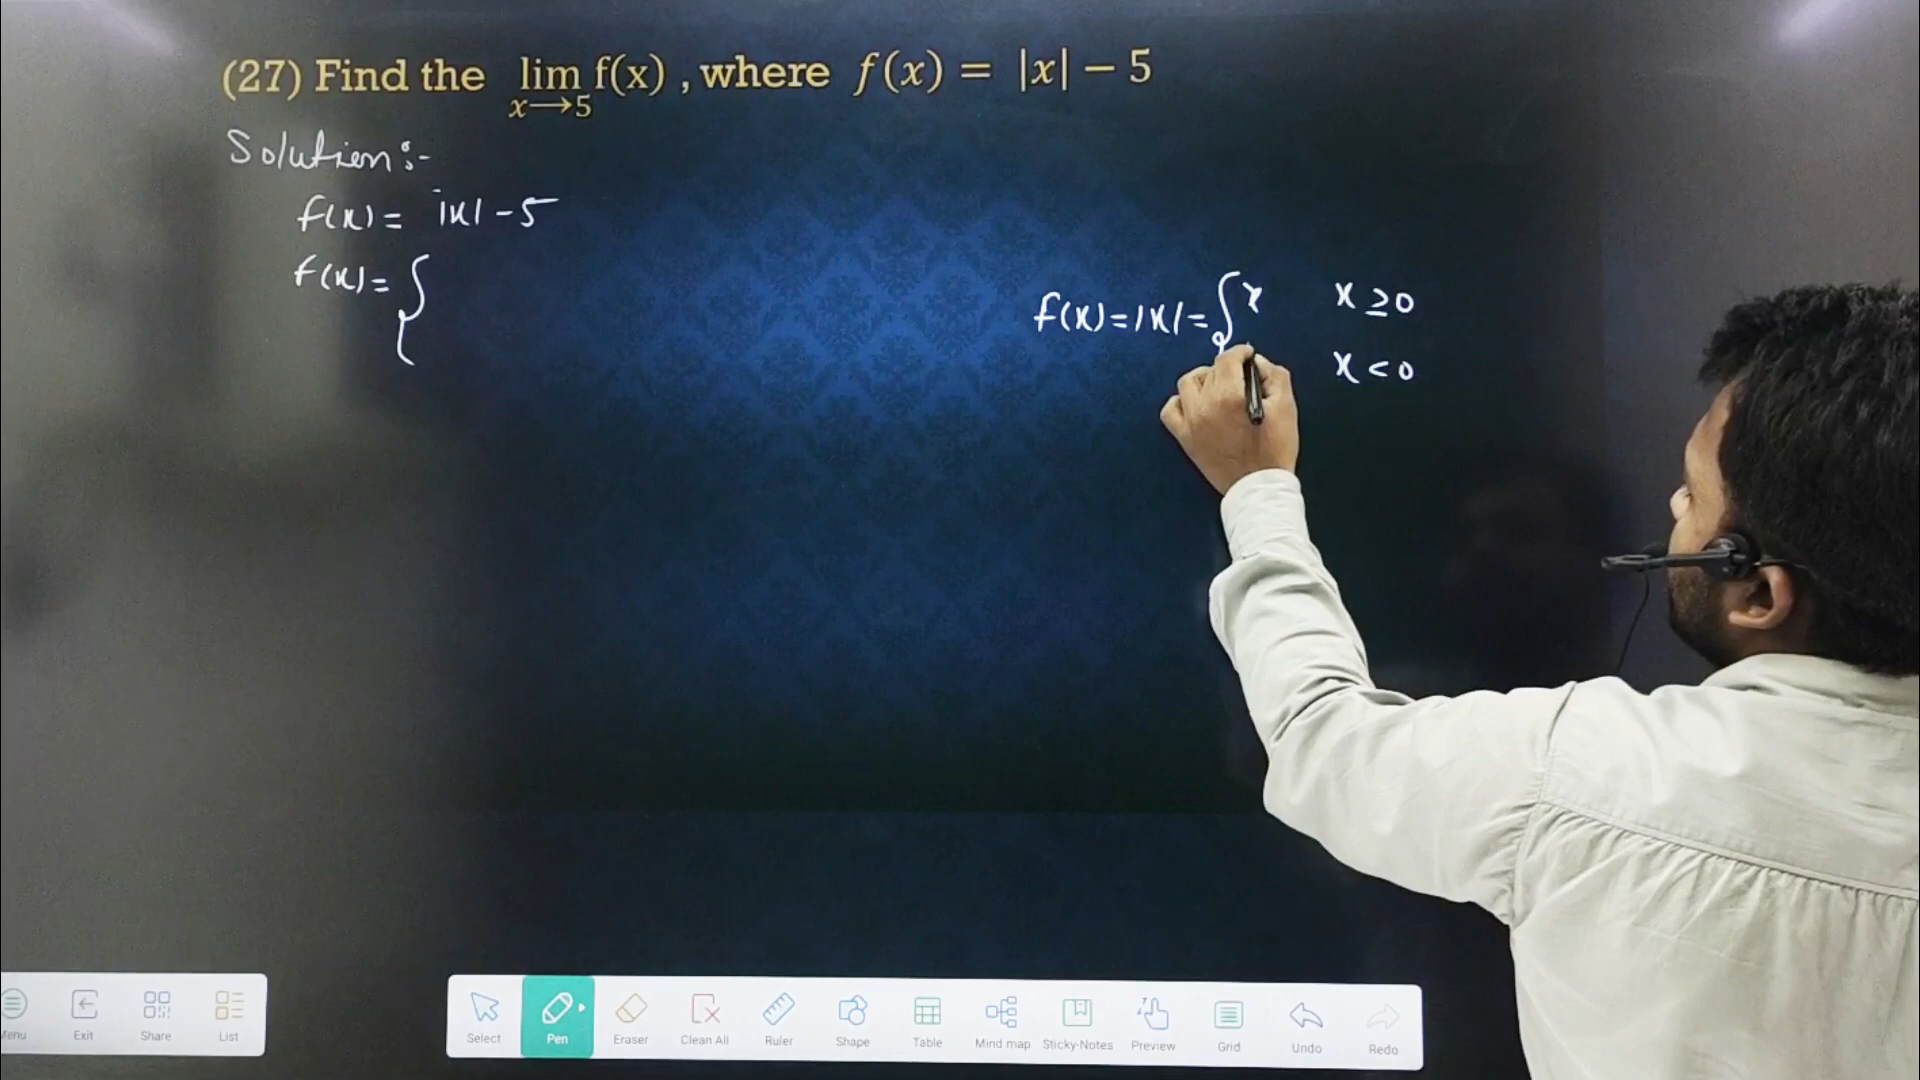 (27) Find the lim x→5 f(x) , where f(x) = |x| − 5
Solution:-
f(x) = |x| - 5
f(x) = {
f(x) = |x| = { x x ≥ 0
x < 0
Menu Exit Share List
Select Pen Eraser Clean All Ruler Shape Table Mind map Sticky-Notes Preview Grid Undo Redo